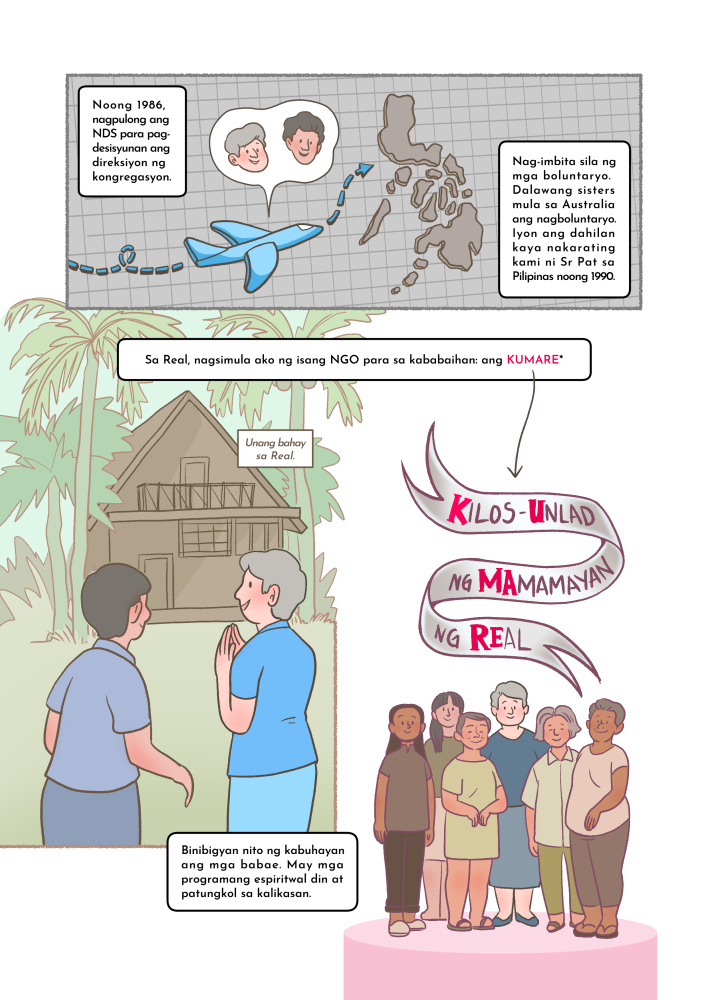 Noong 1986,
nagpulong ang
NDS para pag-
desisyunan ang
direksiyon ng
kongregasyon.
Nag-imbita sila ng
mga boluntaryo.
Dalawang sisters
mula sa Australia
ang nagboluntaryo.
Iyon ang dahilan
kaya nakarating
kami ni Sr Pat sa
Pilipinas noong 1990.
Sa Real, nagsimula ako ng isang NGO para sa kababaihan: ang KUMARE*
Unang bahay
sa Real.
KILOS-UNLAD
NG MAMAMAYAN
NG REAL
Binibigyan nito ng kabuhayan
ang mga babae. May mga
programang espiritwal din at
patungkol sa kalikasan.